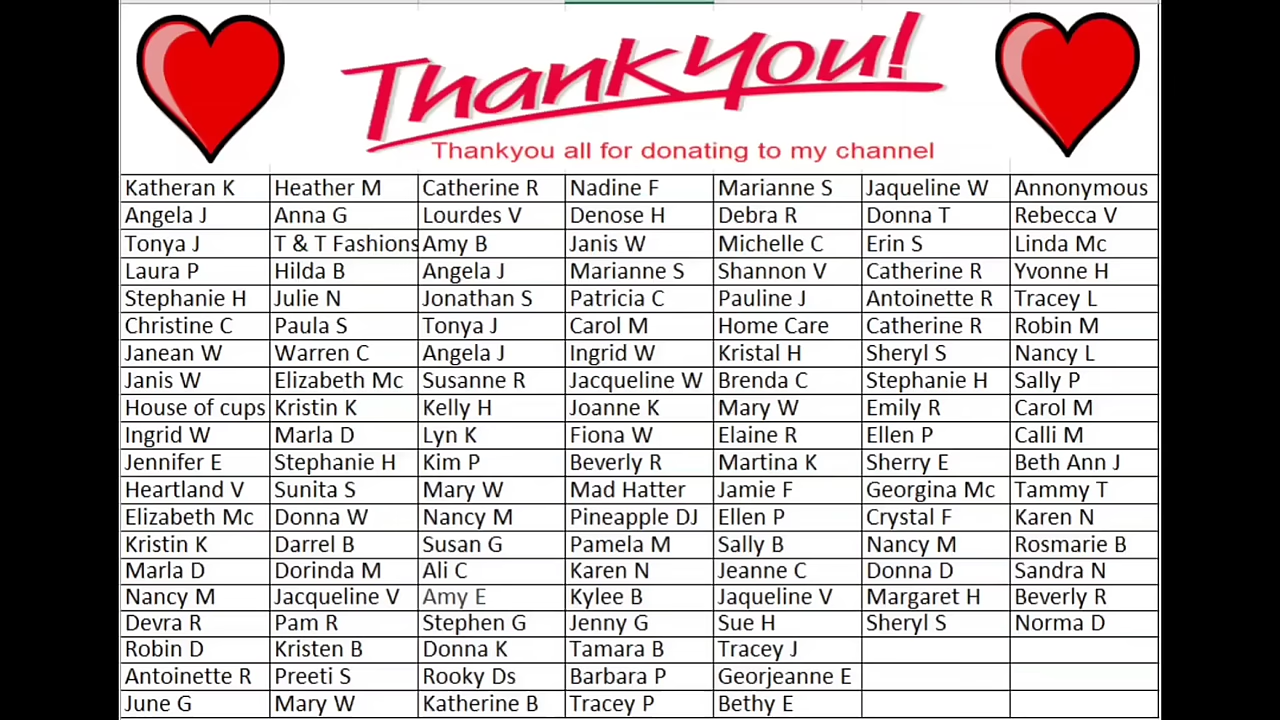 Thank You!
Thankyou all for donating to my channel
Katheran K Heather M Catherine R Nadine F Marianne S Jaqueline W Annonymous
Angela J Anna G Lourdes V Denose H Debra R Donna T Rebecca V
Tonya J T & T Fashions Amy B Janis W Michelle C Erin S Linda Mc
Laura P Hilda B Angela J Marianne S Shannon V Catherine R Yvonne H
Stephanie H Julie N Jonathan S Patricia C Pauline J Antoinette R Tracey L
Christine C Paula S Tonya J Carol M Home Care Catherine R Robin M
Janean W Warren C Angela J Ingrid W Kristal H Sheryl S Nancy L
Janis W Elizabeth Mc Susanne R Jacqueline W Brenda C Stephanie H Sally P
House of cups Kristin K Kelly H Joanne K Mary W Emily R Carol M
Ingrid W Marla D Lyn K Fiona W Elaine R Ellen P Calli M
Jennifer E Stephanie H Kim P Beverly R Martina K Sherry E Beth Ann J
Heartland V Sunita S Mary W Mad Hatter Jamie F Georgina Mc Tammy T
Elizabeth Mc Donna W Nancy M Pineapple DJ Ellen P Crystal F Karen N
Kristin K Darrel B Susan G Pamela M Sally B Nancy M Rosmarie B
Marla D Dorinda M Ali C Karen N Jeanne C Donna D Sandra N
Nancy M Jacqueline V Amy E Kylee B Jaqueline V Margaret H Beverly R
Devra R Pam R Stephen G Jenny G Sue H Sheryl S Norma D
Robin D Kristen B Donna K Tamara B Tracey J
Antoinette R Preeti S Rooky Ds Barbara P Georjeanne E
June G Mary W Katherine B Tracey P Bethy E